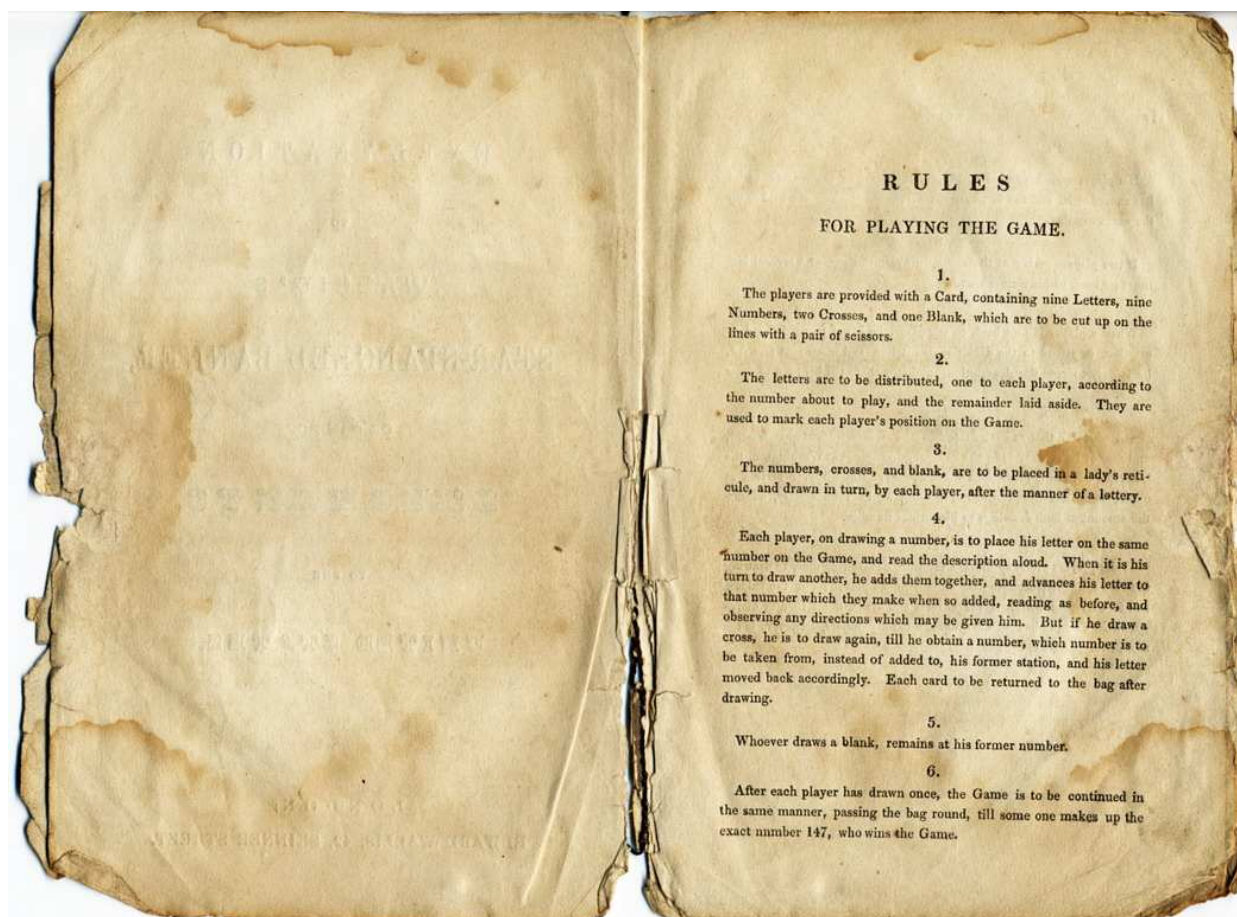 RULES
FOR PLAYING THE GAME.
1.
The players are provided with a Card, containing nine Letters, nine
Numbers, two Crosses, and one Blank, which are to be cut up on the
lines with a pair of scissors.
2.
The letters are to be distributed, one to each player, according to
the number about to play, and the remainder laid aside. They are
used to mark each player's position on the Game.
3.
The numbers, crosses, and blank, are to be placed in a lady's reti-
cule, and drawn in turn, by each player, after the manner of a lottery.
4.
Each player, on drawing a number, is to place his letter on the same
number on the Game, and read the description aloud. When it is his
turn to draw another, he adds them together, and advances his letter to
that number which they make when so added, reading as before, and
observing any directions which may be given him. But if he draw a
cross, he is to draw again, till he obtain a number, which number is to
be taken from, instead of added to, his former station, and his letter
moved back accordingly. Each card to be returned to the bag after
drawing.
5.
Whoever draws a blank, remains at his former number.
6.
After each player has drawn once, the Game is to be continued in
the same manner, passing the bag round, till some one makes up the
exact number 147, who wins the Game.